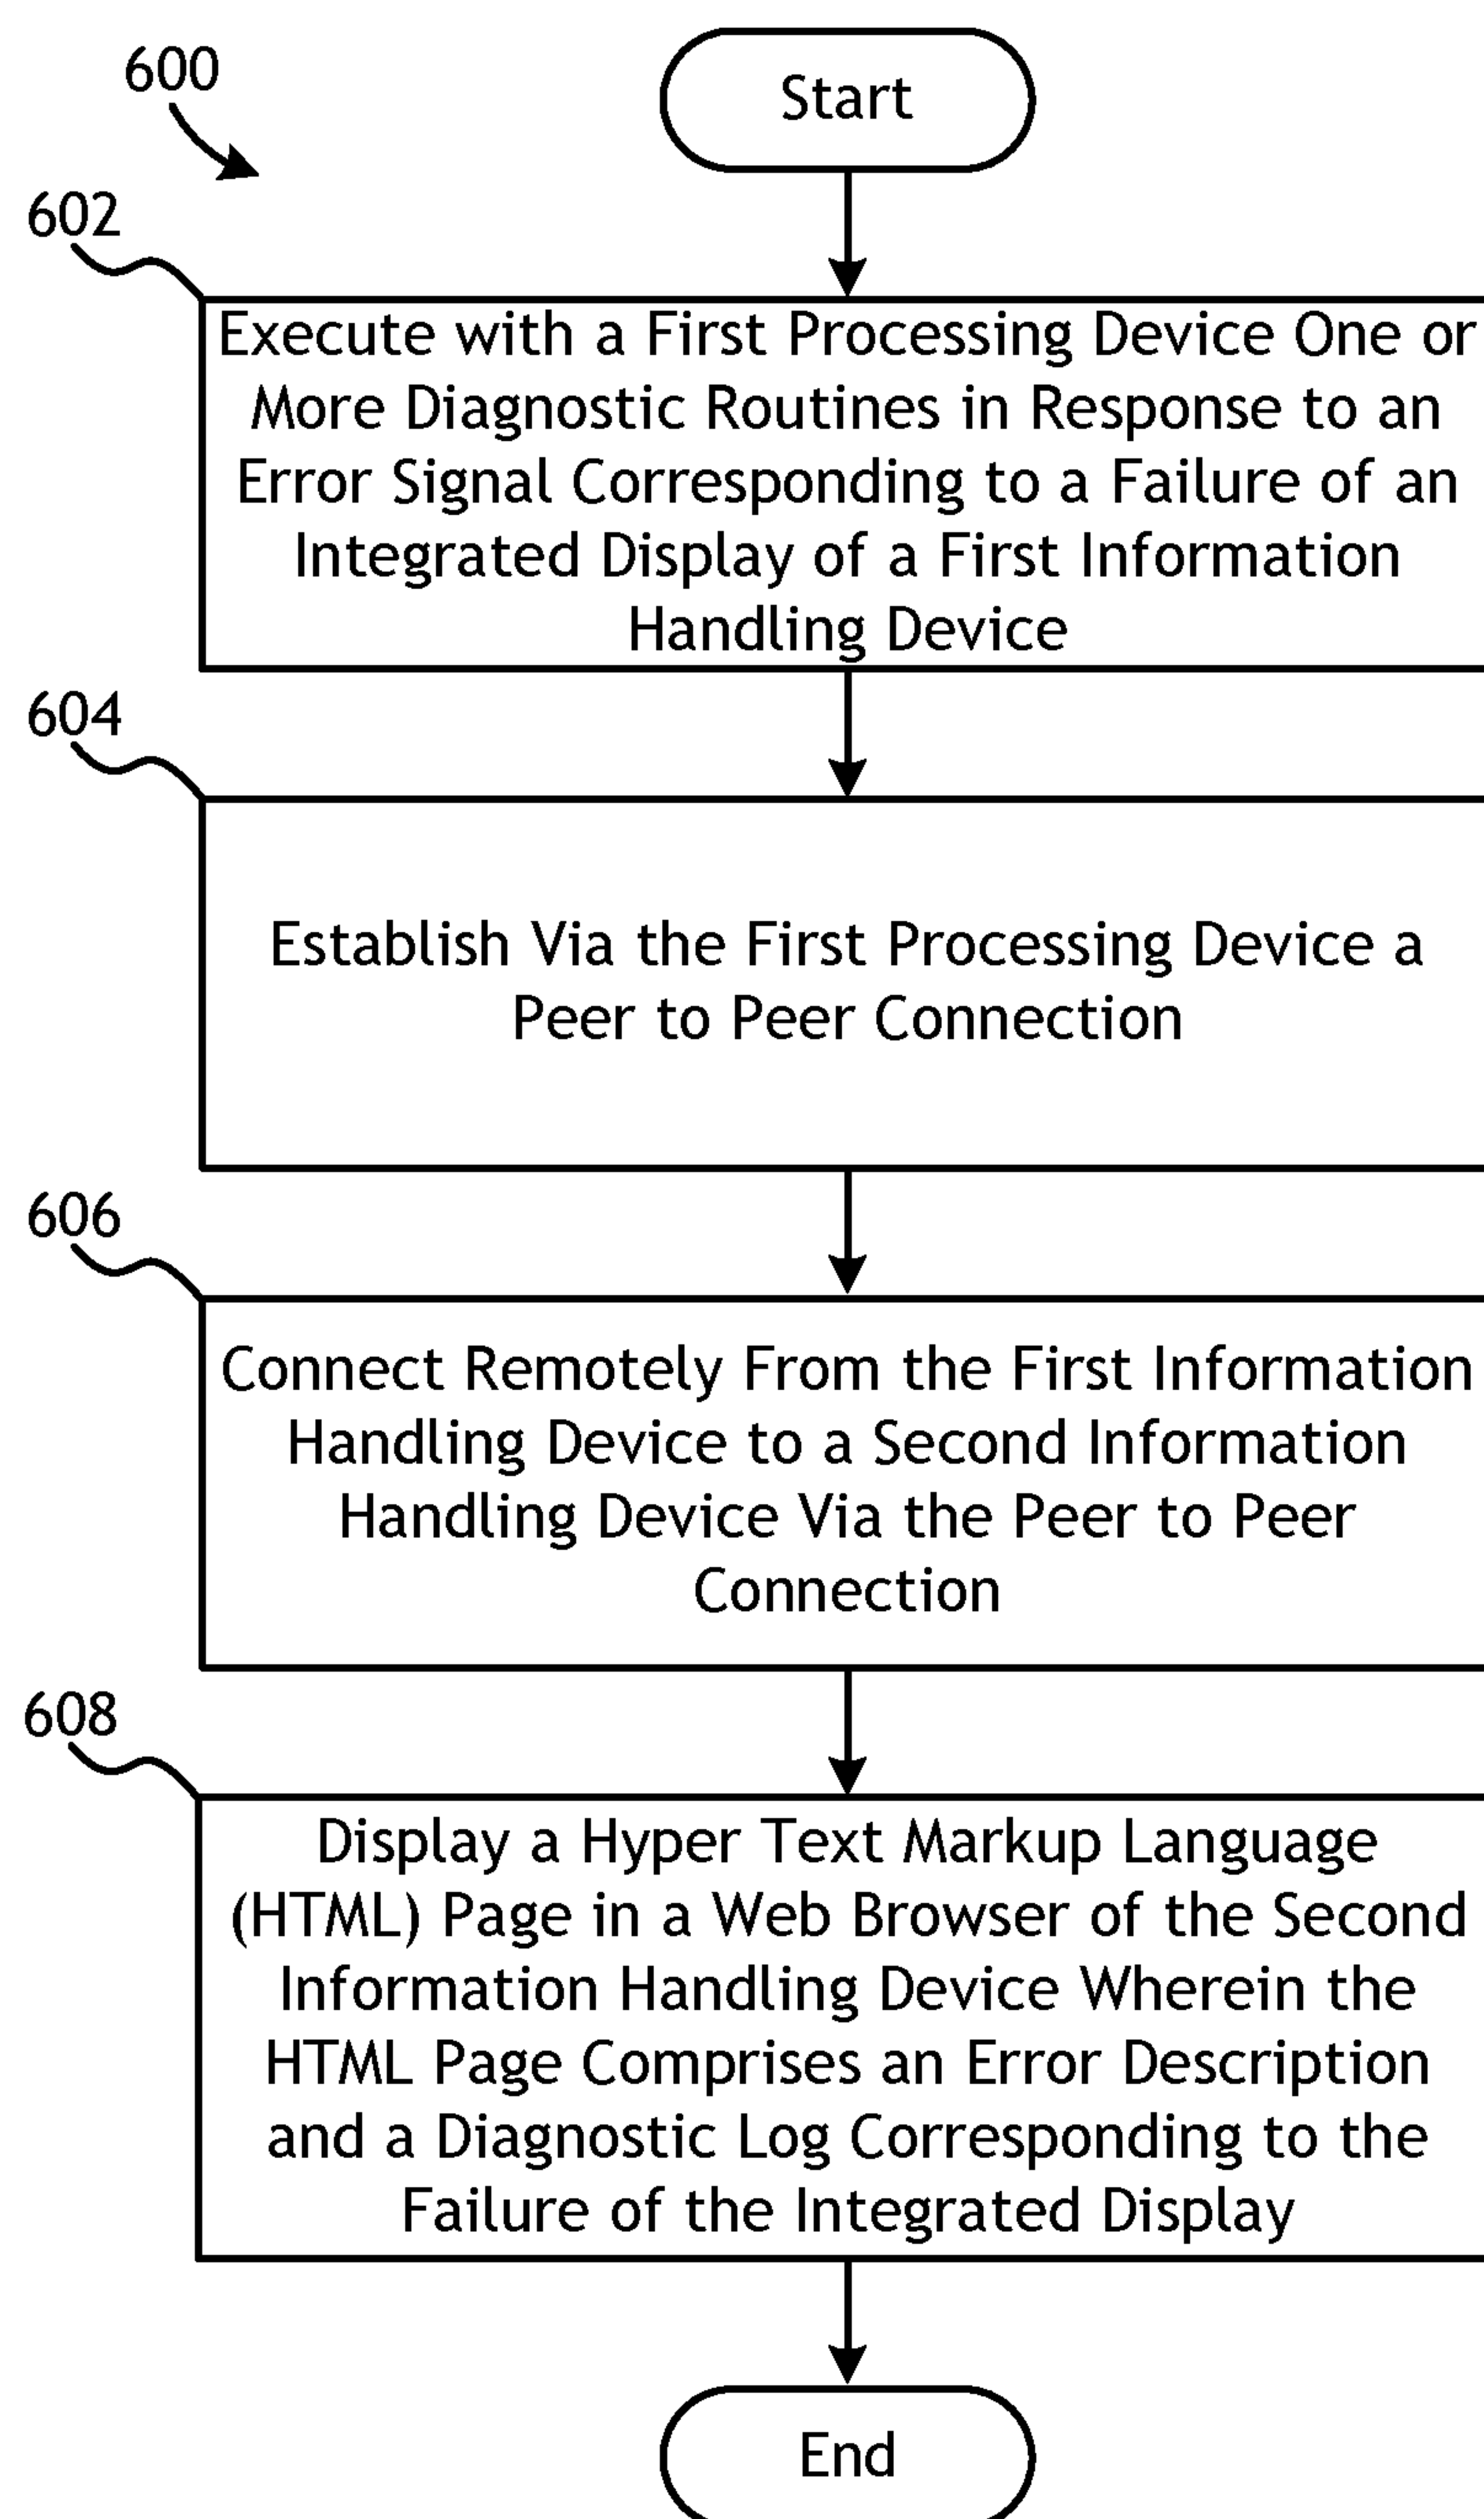 600
Start
602
Execute with a First Processing Device One or
More Diagnostic Routines in Response to an
Error Signal Corresponding to a Failure of an
Integrated Display of a First Information
Handling Device
604
Establish Via the First Processing Device a
Peer to Peer Connection
606
Connect Remotely From the First Information
Handling Device to a Second Information
Handling Device Via the Peer to Peer
Connection
608
Display a Hyper Text Markup Language
(HTML) Page in a Web Browser of the Second
Information Handling Device Wherein the
HTML Page Comprises an Error Description
and a Diagnostic Log Corresponding to the
Failure of the Integrated Display
End